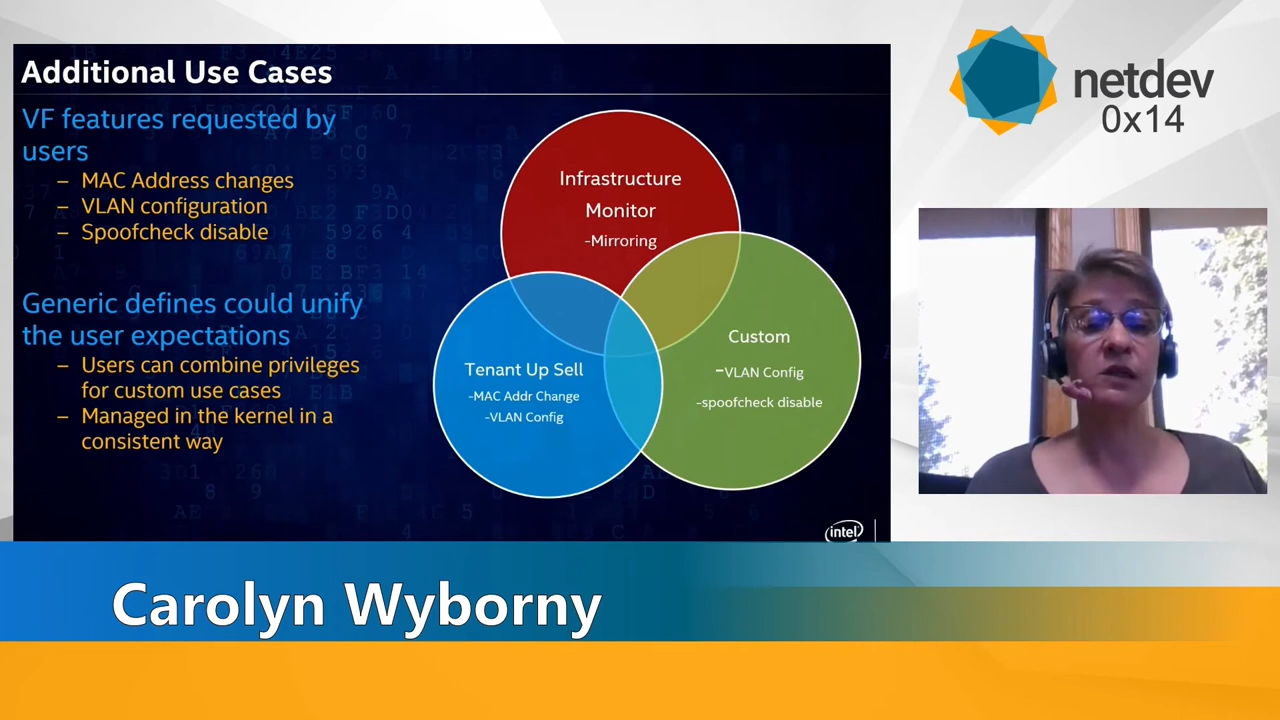 Additional Use Cases
VF features requested by
users
– MAC Address changes
– VLAN configuration
– Spoofcheck disable
Generic defines could unify
the user expectations
– Users can combine privileges
for custom use cases
– Managed in the kernel in a
consistent way
Infrastructure
Monitor
-Mirroring
Tenant Up Sell
-MAC Addr Change
-VLAN Config
Custom
–VLAN Config
-spoofcheck disable
intel
netdev
0x14
Carolyn Wyborny